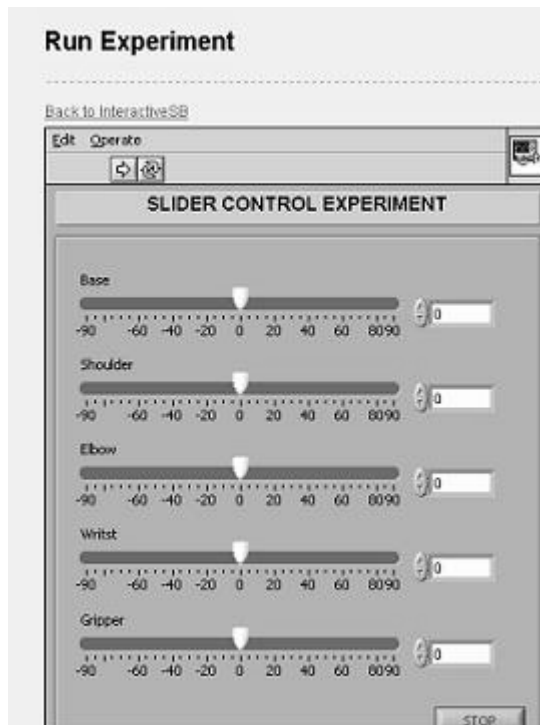 Run Experiment
Back to InteractiveSB
Edit Operate
SLIDER CONTROL EXPERIMENT
Base
0
-90 -60 -40 -20 0 20 40 60 8090
Shoulder
0
-90 -60 -40 -20 0 20 40 60 8090
Elbow
0
-90 -60 -40 -20 0 20 40 60 8090
Writst
0
-90 -60 -40 -20 0 20 40 60 8090
Gripper
0
-90 -60 -40 -20 0 20 40 60 8090
STOP